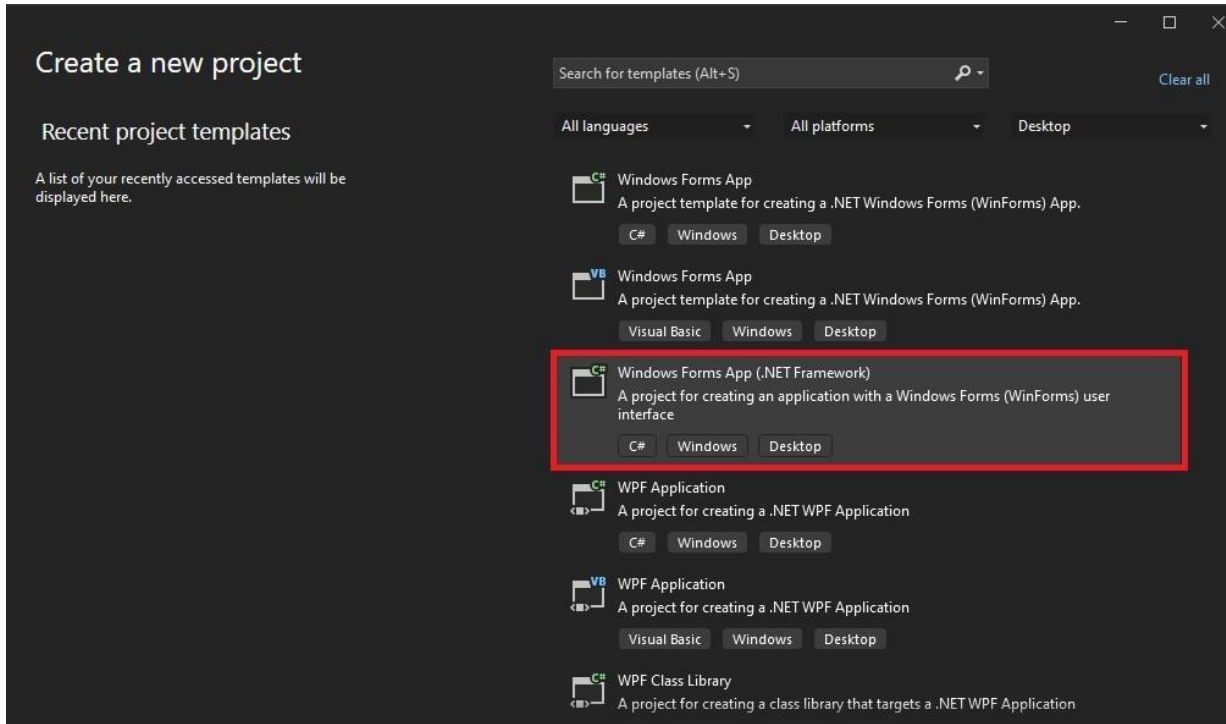 Create a new project
Recent project templates
A list of your recently accessed templates will be
displayed here.
Search for templates (Alt+S)
Clear all
All languages
All platforms
Desktop
C#
Windows Forms App
A project template for creating a .NET Windows Forms (WinForms) App.
C# Windows Desktop
VB
Windows Forms App
A project template for creating a .NET Windows Forms (WinForms) App.
Visual Basic Windows Desktop
C#
Windows Forms App (.NET Framework)
A project for creating an application with a Windows Forms (WinForms) user
interface
C# Windows Desktop
C#
WPF Application
A project for creating a .NET WPF Application
C# Windows Desktop
VB
WPF Application
A project for creating a .NET WPF Application
Visual Basic Windows Desktop
C#
WPF Class Library
A project for creating a class library that targets a .NET WPF Application